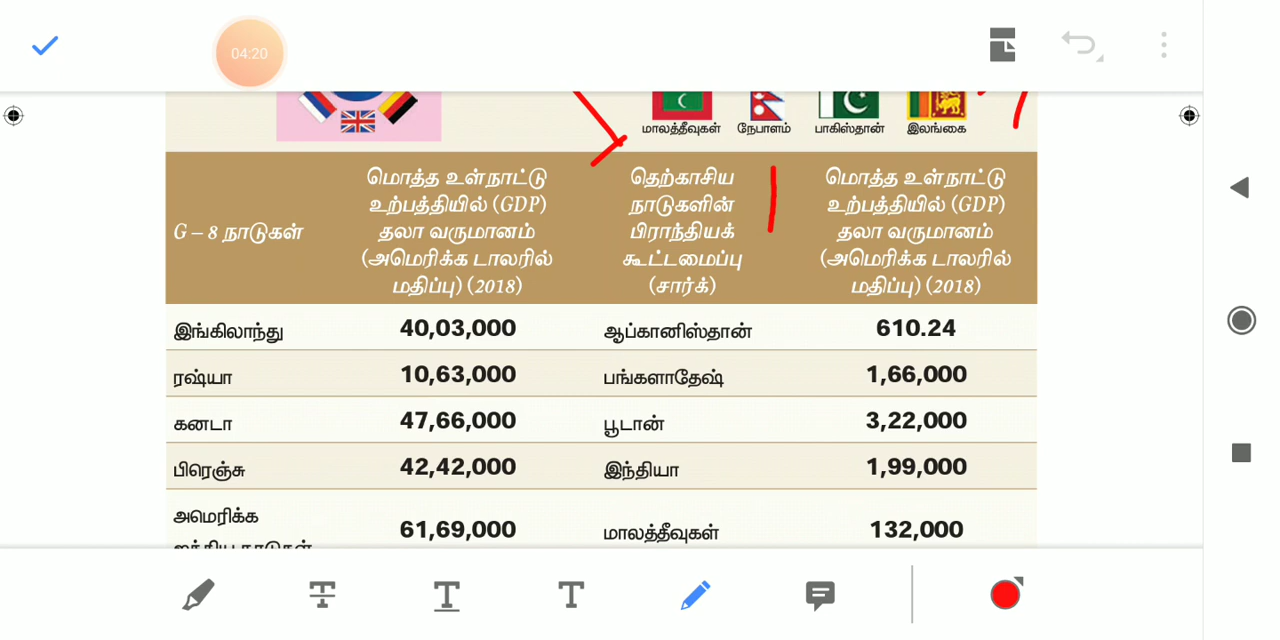 04:20
மாலத்தீவுகள் நேபாளம் பாகிஸ்தான் இலங்கை
G – 8 நாடுகள்
மொத்த உள்நாட்டு
உற்பத்தியில் (GDP)
தலா வருமானம்
(அமெரிக்க டாலரில்
மதிப்பு) (2018)
தெற்காசிய
நாடுகளின்
பிராந்தியக்
கூட்டமைப்பு
(சார்க்)
மொத்த உள்நாட்டு
உற்பத்தியில் (GDP)
தலா வருமானம்
(அமெரிக்க டாலரில்
மதிப்பு) (2018)
இங்கிலாந்து 40,03,000 ஆப்கானிஸ்தான் 610.24
ரஷ்யா 10,63,000 பங்களாதேஷ் 1,66,000
கனடா 47,66,000 பூடான் 3,22,000
பிரெஞ்சு 42,42,000 இந்தியா 1,99,000
அமெரிக்க
61,69,000 மாலத்தீவுகள் 132,000